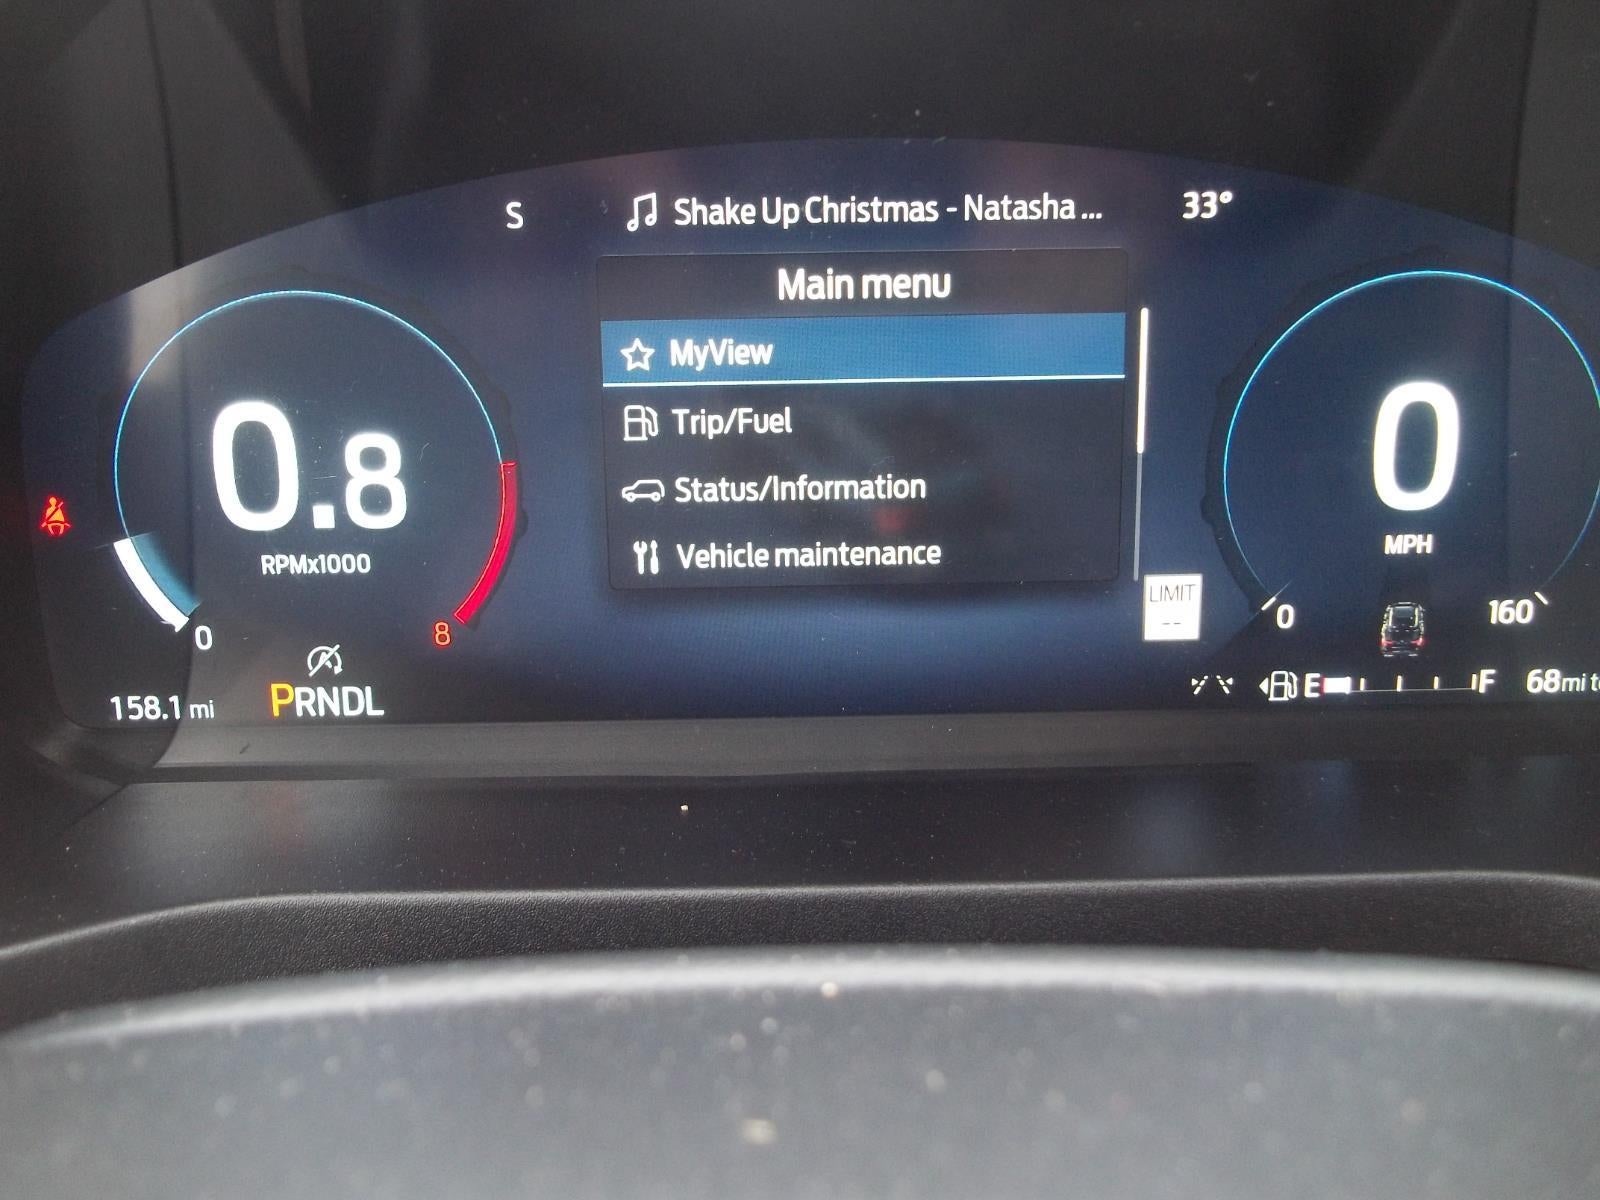 S
Shake Up Christmas - Natasha ...
33°
Main menu
MyView
Trip/Fuel
Status/Information
Vehicle maintenance
0.8
RPMx1000
0
8
158.1 mi
PRNDL
LIMIT
--
0
MPH
0
160
E
F
68mi